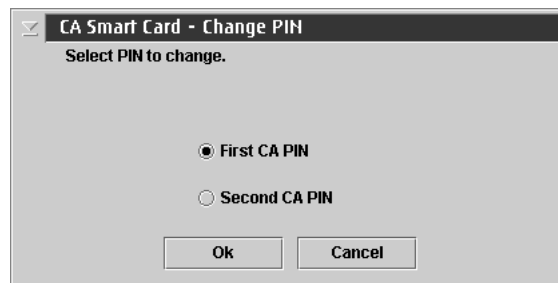 CA Smart Card - Change PIN
Select PIN to change.
First CA PIN
Second CA PIN
Ok Cancel